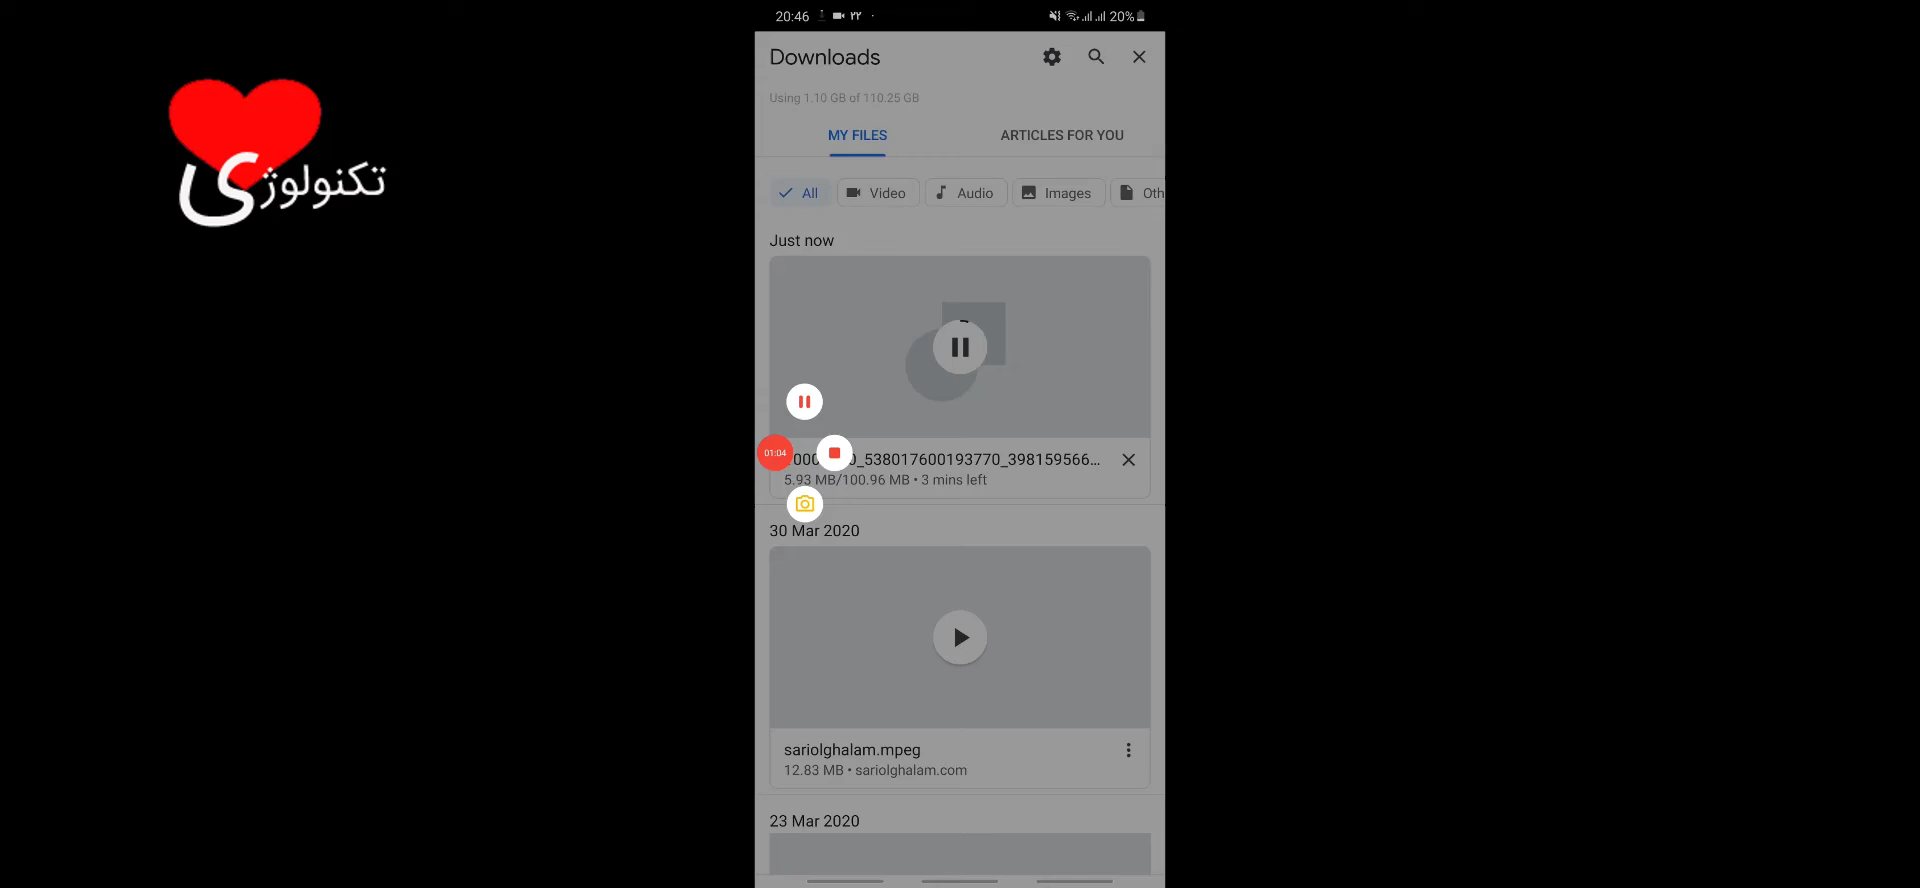 20:46 ۲۲ 20%
Downloads
Using 1.10 GB of 110.25 GB
MY FILES ARTICLES FOR YOU
All Video Audio Images Oth
تکنولوژی
Just now
01:04
_538017600193770_398159566...
5.93 MB/100.96 MB • 3 mins left
30 Mar 2020
sariolghalam.mpeg
12.83 MB • sariolghalam.com
23 Mar 2020